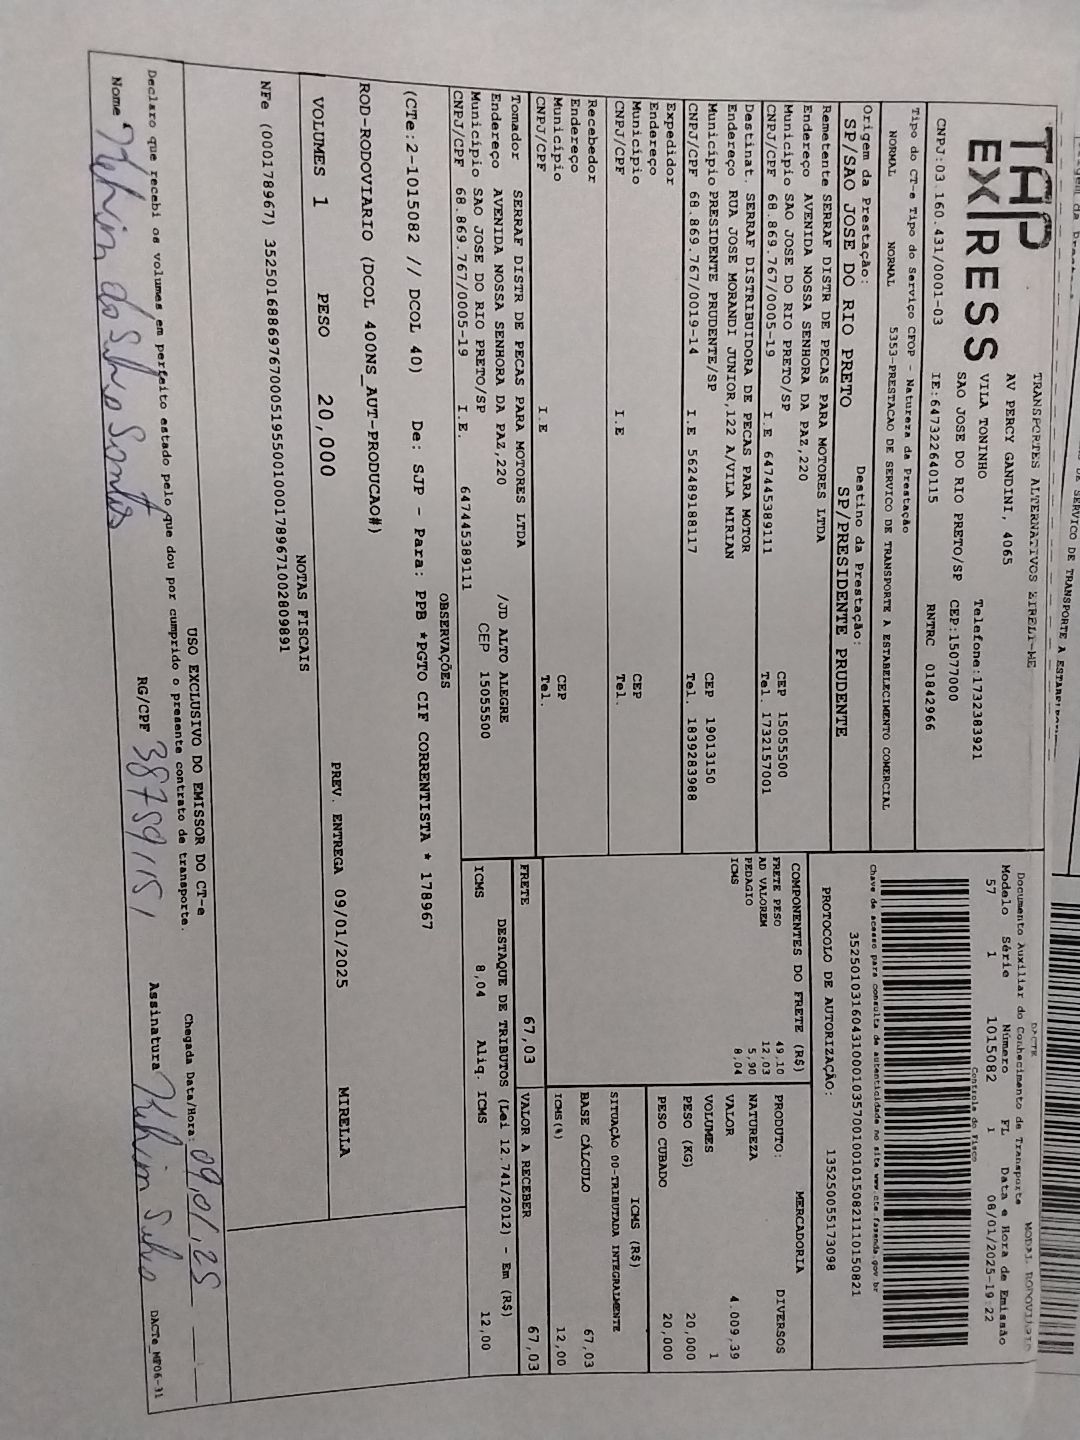 DE SERVICO DE TRANSPORTE A
TAP
EXPRESS
TRANSPORTES ALTERNATIVOS EIRELI-ME
AV PERCY GANDINI, 4065
VILA TONINHO Telefone:1732383921
SAO JOSE DO RIO PRETO/SP CEP:15077000
CNPJ:03.160.431/0001-03 IE:647322640115 RNTRC 01842966
DACTE MODAL RODOVIARIO
Documento Auxiliar do Conhecimento de Transporte
Modelo Série Número FL Data e Hora de Emissão
57 1 1015082 1 08/01/2025-19:22
Controle do Fisco
Chave de acesso para consulta de autenticidade no site www.cte.fazenda.gov.br
35250103160431000103570010010150821110150821
PROTOCOLO DE AUTORIZAÇÃO: 135250055173098
Tipo do CT-e Tipo do Serviço CFOP - Natureza da Prestação
NORMAL NORMAL 5353-PRESTACAO DE SERVICO DE TRANSPORTE A ESTABELECIMENTO COMERCIAL
Origem da Prestação: Destino da Prestação:
SP/SAO JOSE DO RIO PRETO SP/PRESIDENTE PRUDENTE
Remetente SERRAF DISTR DE PECAS PARA MOTORES LTDA
Endereço AVENIDA NOSSA SENHORA DA PAZ,220
Município SAO JOSE DO RIO PRETO/SP CEP 15055500
CNPJ/CPF 68.869.767/0005-19 I.E 647445389111 Tel. 1732157001
Destinat. SERRAF DISTRIBUIDORA DE PECAS PARA MOTOR
Endereço RUA JOSE MORANDI JUNIOR,122 A/VILA MIRIAN
Município PRESIDENTE PRUDENTE/SP CEP 19013150
CNPJ/CPF 68.869.767/0019-14 I.E 562489188117 Tel. 1839283988
Expedidor
Endereço
Município CEP
CNPJ/CPF I.E Tel.
Recebedor
Endereço
Município CEP
CNPJ/CPF I.E Tel.
Tomador SERRAF DISTR DE PECAS PARA MOTORES LTDA
Endereço AVENIDA NOSSA SENHORA DA PAZ,220 /JD ALTO ALEGRE
Município SAO JOSE DO RIO PRETO/SP CEP 15055500
CNPJ/CPF 68.869.767/0005-19 I.E. 647445389111
COMPONENTES DO FRETE (R$)
FRETE PESO 49,10
AD VALOREM 12,03
PEDAGIO 5,90
ICMS 8,04
MERCADORIA
PRODUTO: DIVERSOS
NATUREZA
VALOR 4.009,39
VOLUMES 1
PESO (KG) 20,000
PESO CUBADO 20,000
ICMS (R$)
SITUAÇÃO 00-TRIBUTADA INTEGRALMENTE
BASE CÁLCULO 67,03
ICMS(%) 12,00
FRETE 67,03 VALOR A RECEBER 67,03
DESTAQUE DE TRIBUTOS (Lei 12.741/2012) - Em (R$)
ICMS 8,04 Aliq. ICMS 12,00
OBSERVAÇÕES
(CTe:2-1015082 // DCOL 40) De: SJP - Para: PPB *PGTO CIF CORRENTISTA * 178967
ROD-RODOVIARIO (DCOL 400NS_AUT-PRODUCAO#)
PREV. ENTREGA 09/01/2025 MIRELLA
VOLUMES 1 PESO 20,000
NOTAS FISCAIS
NFe (000178967) 35250168869767000519550010001789671002809891
USO EXCLUSIVO DO EMISSOR DO CT-e
Declaro que recebi os volumes em perfeito estado pelo que dou por cumprido o presente contrato de transporte.
Chegada Data/Hora: 09,01,25
Nome RG/CPF Assinatura
DACTe_MF06-31